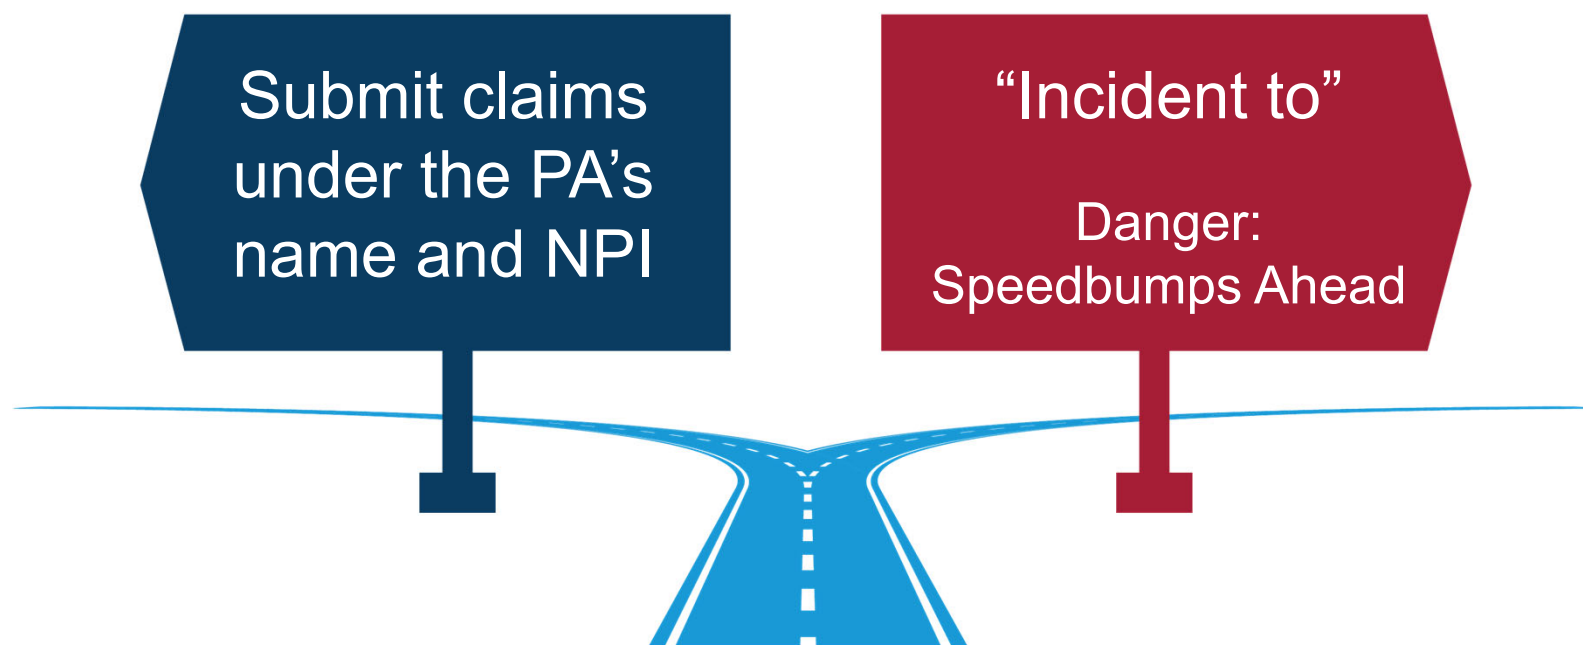 Submit claims
under the PA’s
name and NPI
“Incident to”
Danger:
Speedbumps Ahead